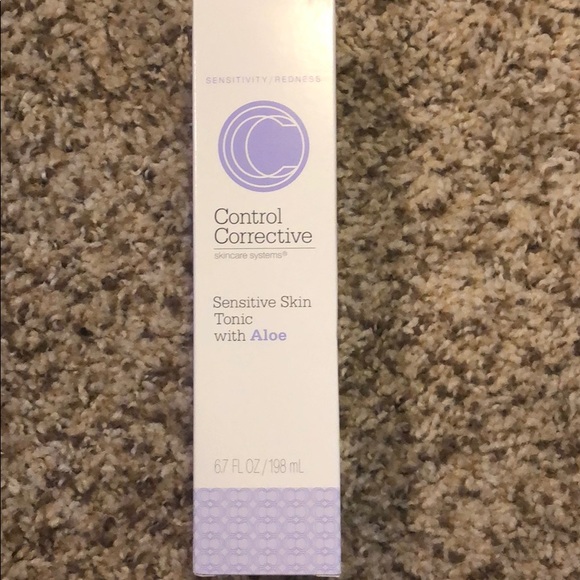 SENSITIVITY/REDNESS
Control
Corrective
skincare systems®
Sensitive Skin
Tonic
with Aloe
6.7 FL OZ/198 mL